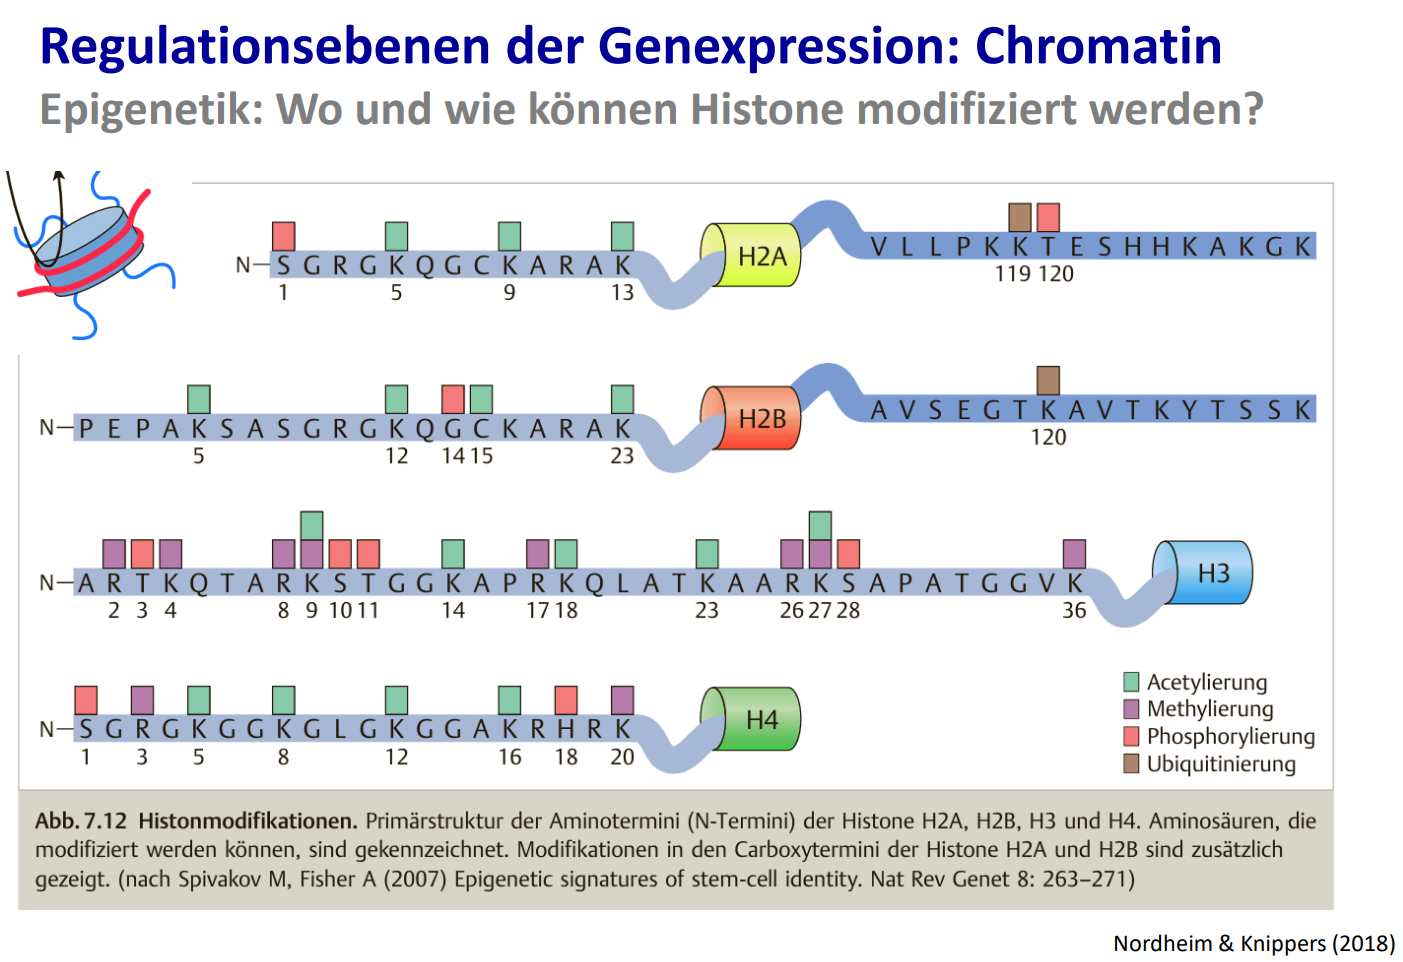 Regulationsebenen der Genexpression: Chromatin
Epigenetik: Wo und wie können Histone modifiziert werden?
N S G R G K Q G C K A R A K H2A V L L P K K T E S H H K A K G K
1 5 9 13 119 120
N P E P A K S A S G R G K Q G C K A R A K H2B A V S E G T K A V T K Y T S S K
5 12 14 15 23 120
N A R T K Q T A R K S T G G K A P R K Q L A T K A A R K S A P A T G G V K H3
2 3 4 8 9 10 11 14 17 18 23 26 27 28 36
N S G R G K G G K G L G K G G A K R H R K H4
1 3 5 8 12 16 18 20
Acetylierung
Methylierung
Phosphorylierung
Ubiquitinierung
Abb. 7.12 Histonmodifikationen. Primärstruktur der Aminotermini (N-Termini) der Histone H2A, H2B, H3 und H4. Aminosäuren, die
modifiziert werden können, sind gekennzeichnet. Modifikationen in den Carboxytermini der Histone H2A und H2B sind zusätzlich
gezeigt. (nach Spivakov M, Fisher A (2007) Epigenetic signatures of stem-cell identity. Nat Rev Genet 8: 263–271)
Nordheim & Knippers (2018)